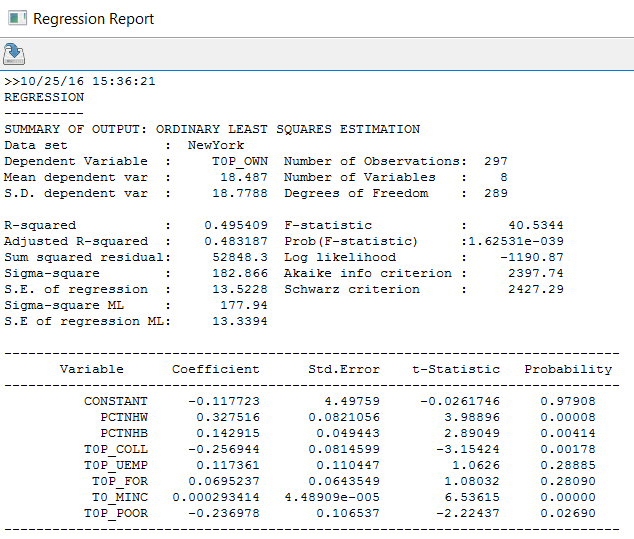 Regression Report
>>10/25/16 15:36:21
REGRESSION
----------
SUMMARY OF OUTPUT: ORDINARY LEAST SQUARES ESTIMATION
Data set            :  NewYork
Dependent Variable  :     T0P_OWN  Number of Observations:  297
Mean dependent var  :      18.487  Number of Variables   :    8
S.D. dependent var  :     18.7788  Degrees of Freedom    :  289
R-squared           :    0.495409  F-statistic           :     40.5344
Adjusted R-squared  :    0.483187  Prob(F-statistic)     :1.62531e-039
Sum squared residual:     52848.3  Log likelihood        :    -1190.87
Sigma-square        :     182.866  Akaike info criterion :     2397.74
S.E. of regression  :     13.5228  Schwarz criterion     :     2427.29
Sigma-square ML     :      177.94
S.E of regression ML:     13.3394
-----------------------------------------------------------------------------
Variable      Coefficient      Std.Error    t-Statistic   Probability
-----------------------------------------------------------------------------
CONSTANT     -0.117723        4.49759     -0.0261746     0.97908
PCTNHW      0.327516      0.0821056        3.98896     0.00008
PCTNHB      0.142915       0.049443        2.89049     0.00414
T0P_COLL     -0.256944      0.0814599       -3.15424     0.00178
T0P_UEMP      0.117361       0.110447         1.0626     0.28885
T0P_FOR     0.0695237      0.0643549        1.08032     0.28090
T0_MINC   0.000293414   4.48909e-005        6.53615     0.00000
T0P_POOR     -0.236978       0.106537       -2.22437     0.02690
-----------------------------------------------------------------------------